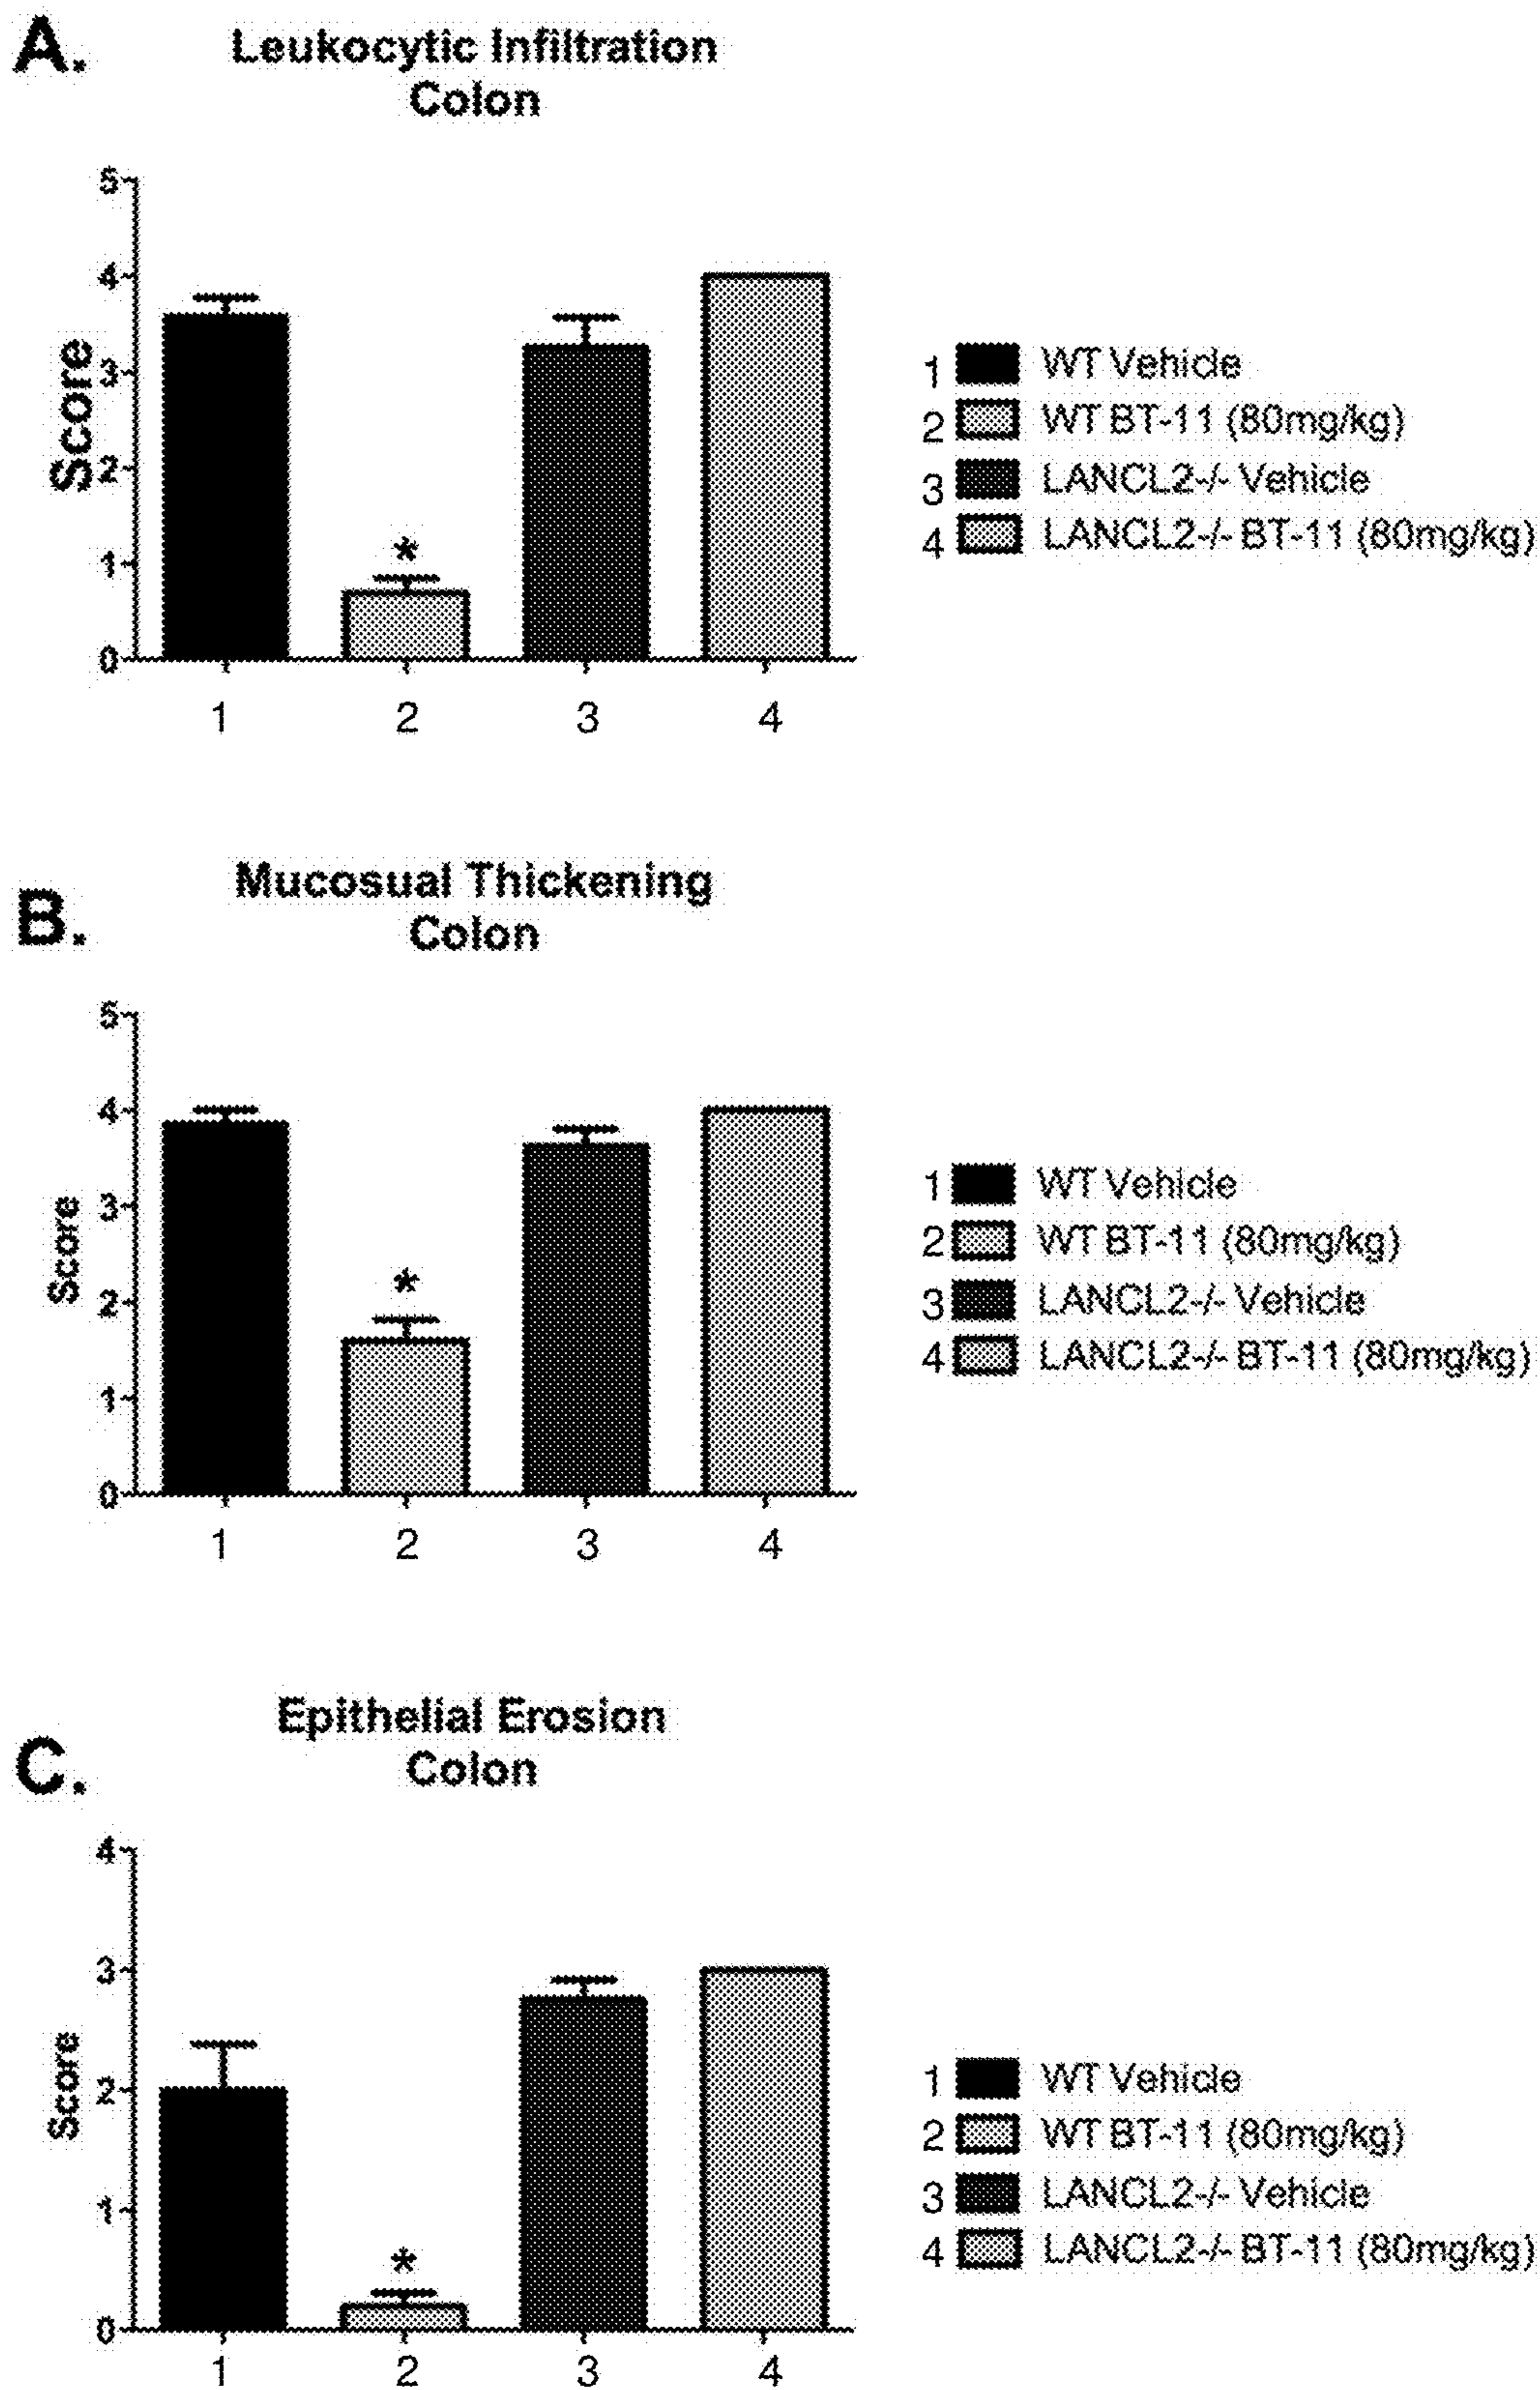 A.
Leukocytic Infiltration
Colon
5
4
3
2
1
0
Score
*
1 2 3 4
1 WT Vehicle
2 WT BT-11 (80mg/kg)
3 LANCL2-/- Vehicle
4 LANCL2-/- BT-11 (80mg/kg)
B.
Mucosual Thickening
Colon
5
4
3
2
1
0
Score
*
1 2 3 4
1 WT Vehicle
2 WT BT-11 (80mg/kg)
3 LANCL2-/- Vehicle
4 LANCL2-/- BT-11 (80mg/kg)
C.
Epithelial Erosion
Colon
4
3
2
1
0
Score
*
1 2 3 4
1 WT Vehicle
2 WT BT-11 (80mg/kg)
3 LANCL2-/- Vehicle
4 LANCL2-/- BT-11 (80mg/kg)